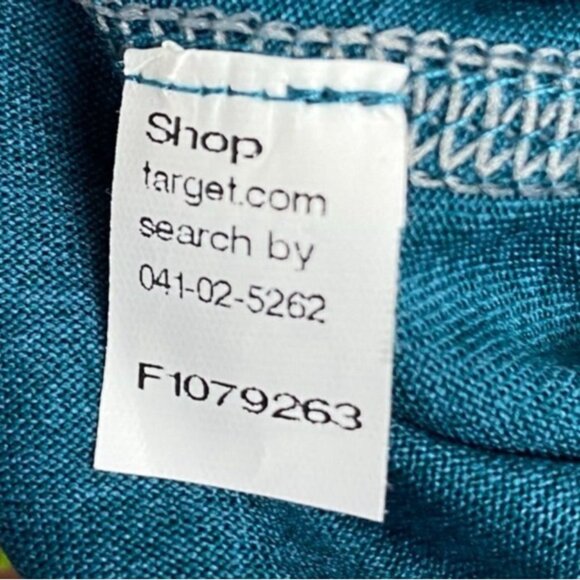 Shop
target.com
search by
041-02-5262
F1079263